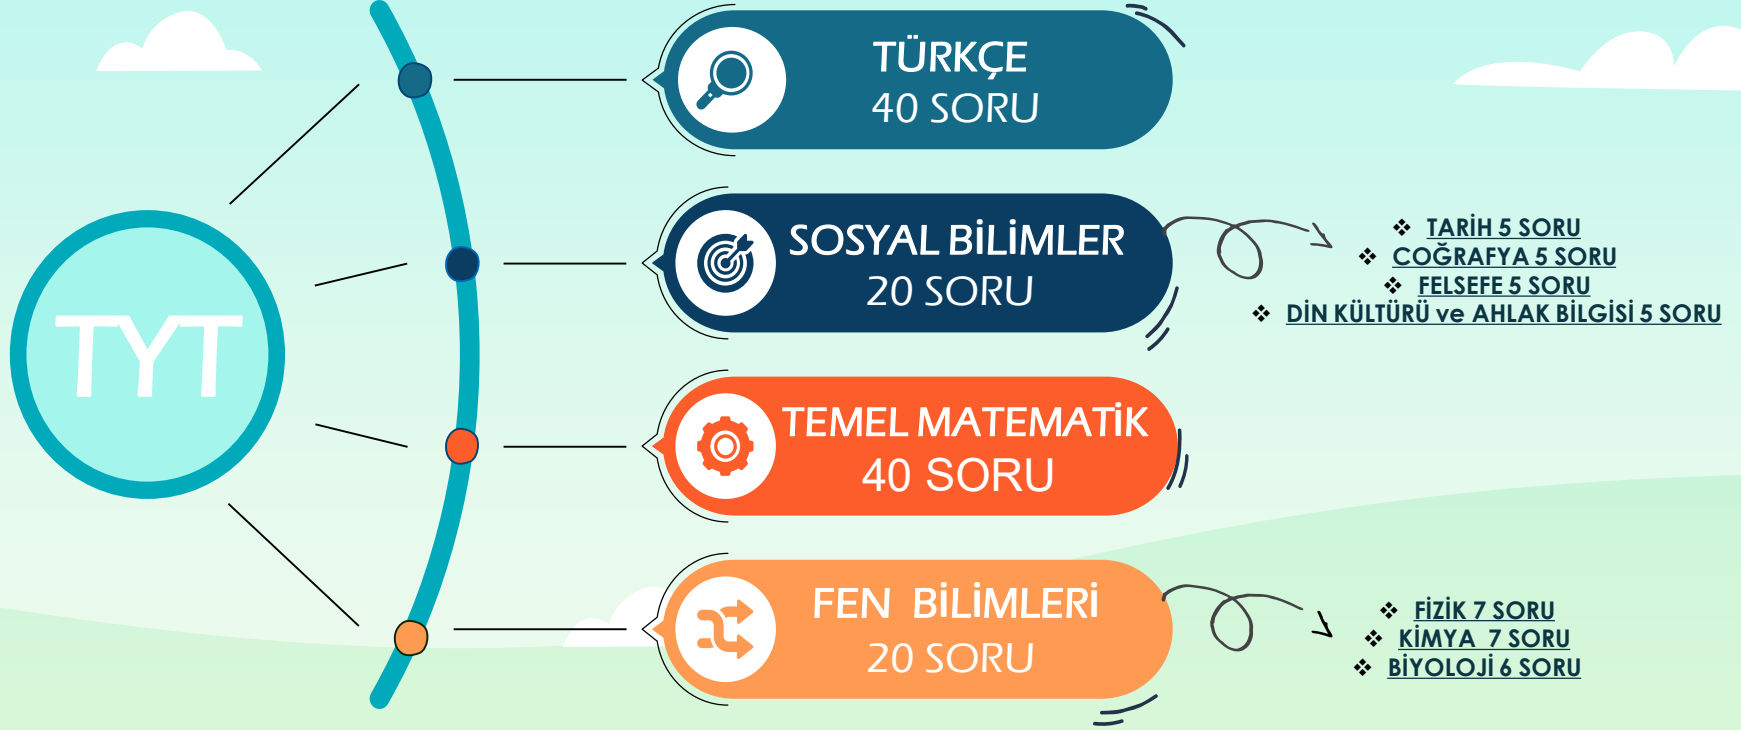 TYT
TÜRKÇE
40 SORU
SOSYAL BİLİMLER
20 SORU
❖ TARİH 5 SORU
❖ COĞRAFYA 5 SORU
❖ FELSEFE 5 SORU
❖ DİN KÜLTÜRÜ ve AHLAK BİLGİSİ 5 SORU
TEMEL MATEMATİK
40 SORU
FEN BİLİMLERİ
20 SORU
❖ FİZİK 7 SORU
❖ KİMYA 7 SORU
❖ BİYOLOJİ 6 SORU